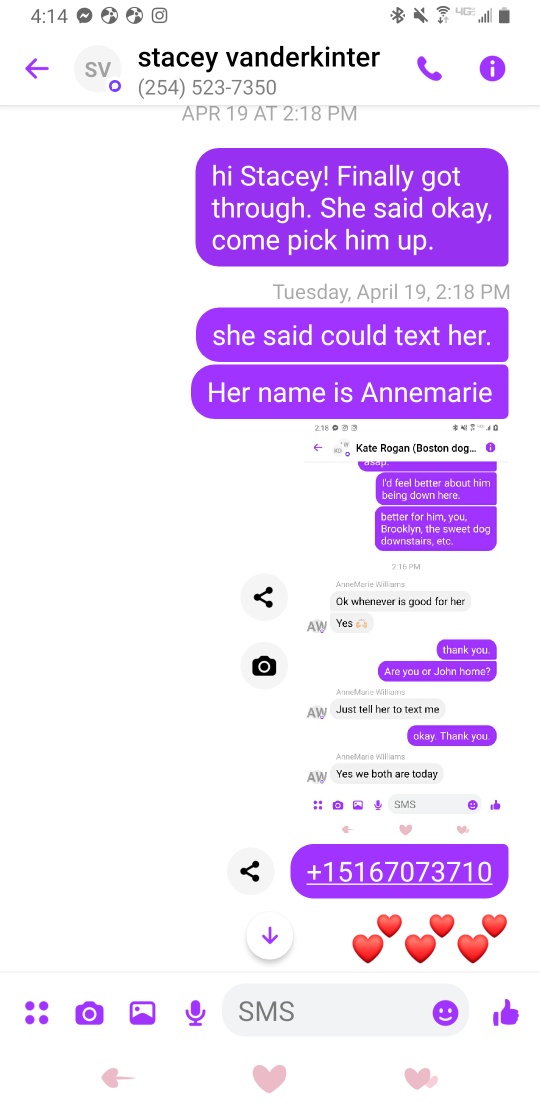 4:14
4G
stacey vanderkinter
SV
(254) 523-7350
APR 19 AT 2:18 PM
hi Stacey! Finally got
through. She said okay,
come pick him up.
Tuesday, April 19, 2:18 PM
she said could text her.
Her name is Annemarie
2:18
Kate Rogan (Boston dog...
asap.
I'd feel better about him
being down here.
better for him, you,
Brooklyn, the sweet dog
downstairs, etc.
2:16 PM
AnneMarie Williams
Ok whenever is good for her
AW Yes 🙌🏻
thank you.
Are you or John home?
AnneMarie Williams
AW Just tell her to text me
okay. Thank you.
AnneMarie Williams
AW Yes we both are today
SMS
+15167073710
💕💕💕
SMS